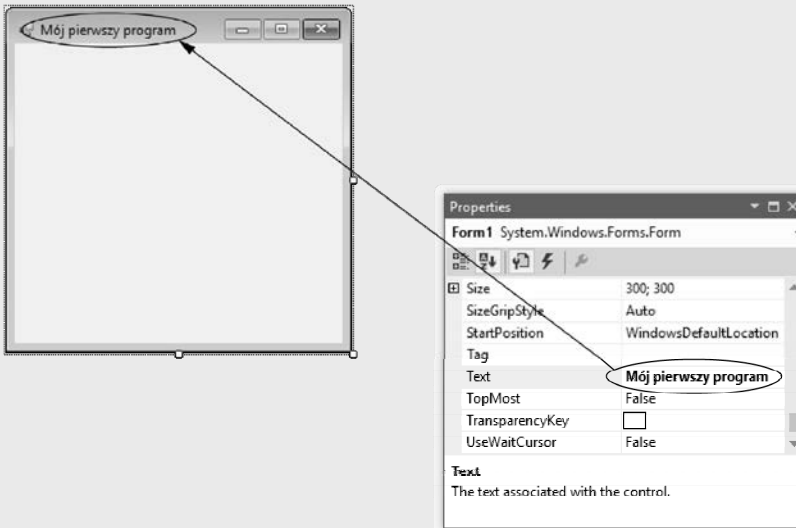 Mój pierwszy program
Properties
Form1 System.Windows.Forms.Form
Size 300; 300
SizeGripStyle Auto
StartPosition WindowsDefaultLocation
Tag
Text Mój pierwszy program
TopMost False
TransparencyKey
UseWaitCursor False
Text
The text associated with the control.